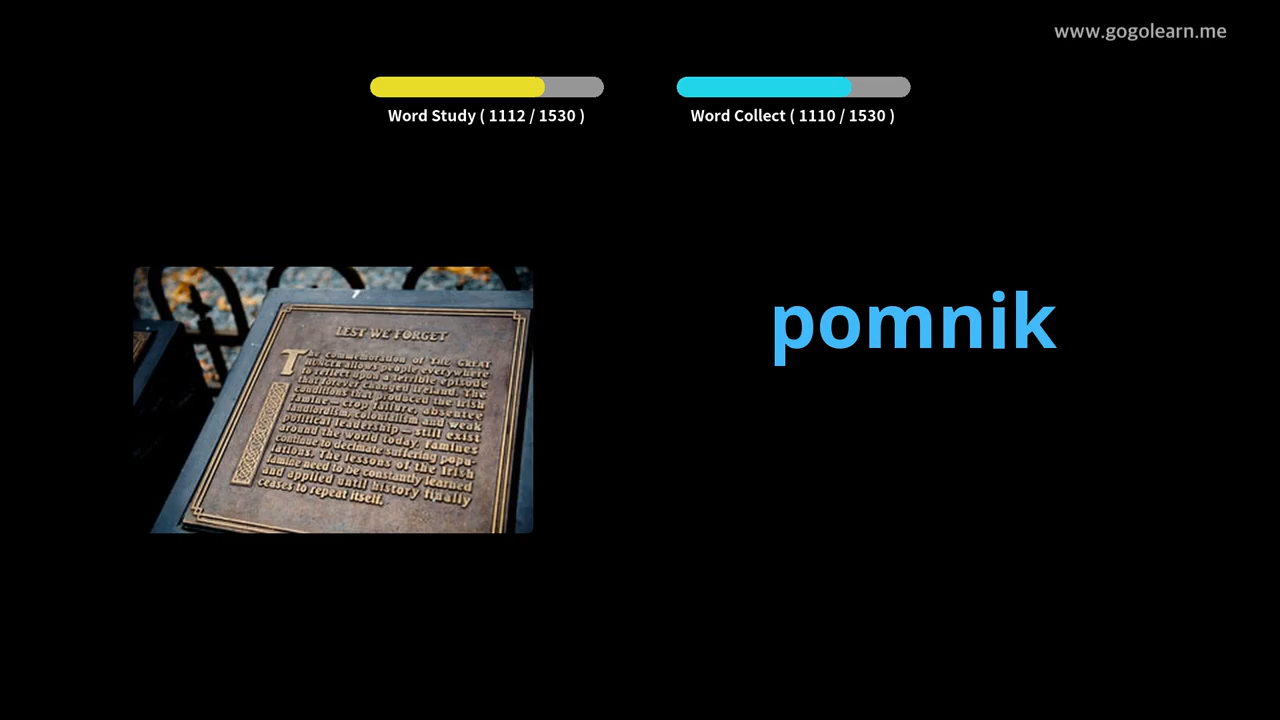 www.gogolearn.me
Word Study ( 1112 / 1530 )
Word Collect ( 1110 / 1530 )
LEST WE FORGET
The commemoration of THE GREAT
HUNGER allows people everywhere
to reflect upon a terrible episode
that forever changed Ireland. The
conditions that produced the Irish
famine — crop failure, absentee
landlordism, colonialism and weak
political leadership — still exist
around the world today. Famines
continue to decimate suffering popu-
lations. The lessons of the Irish
famine need to be constantly learned
and applied until history finally
ceases to repeat itself.
pomnik